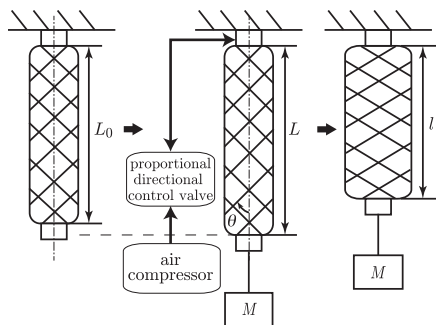 L₀
proportional
directional
control valve
air
compressor
θ
L
M
l
M